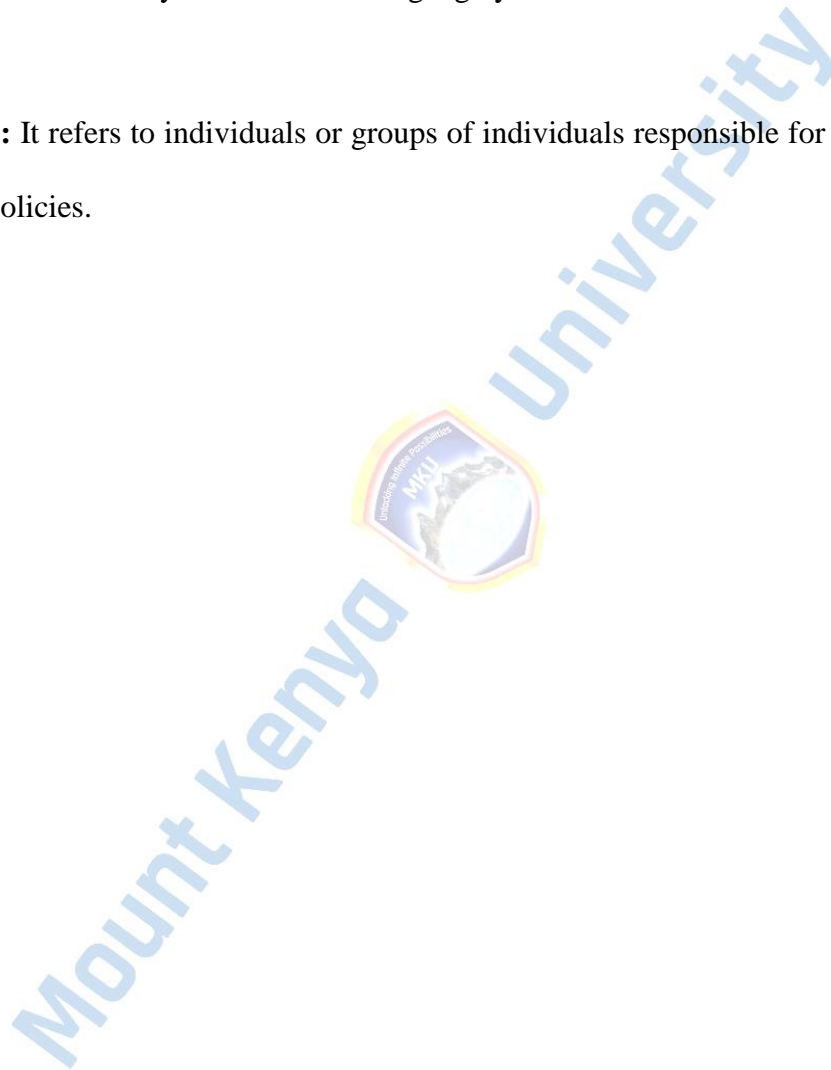 : It refers to individuals or groups of individuals responsible for
olicies.
Mount Kenya University
Unlocking Infinite Possibilities
MKU